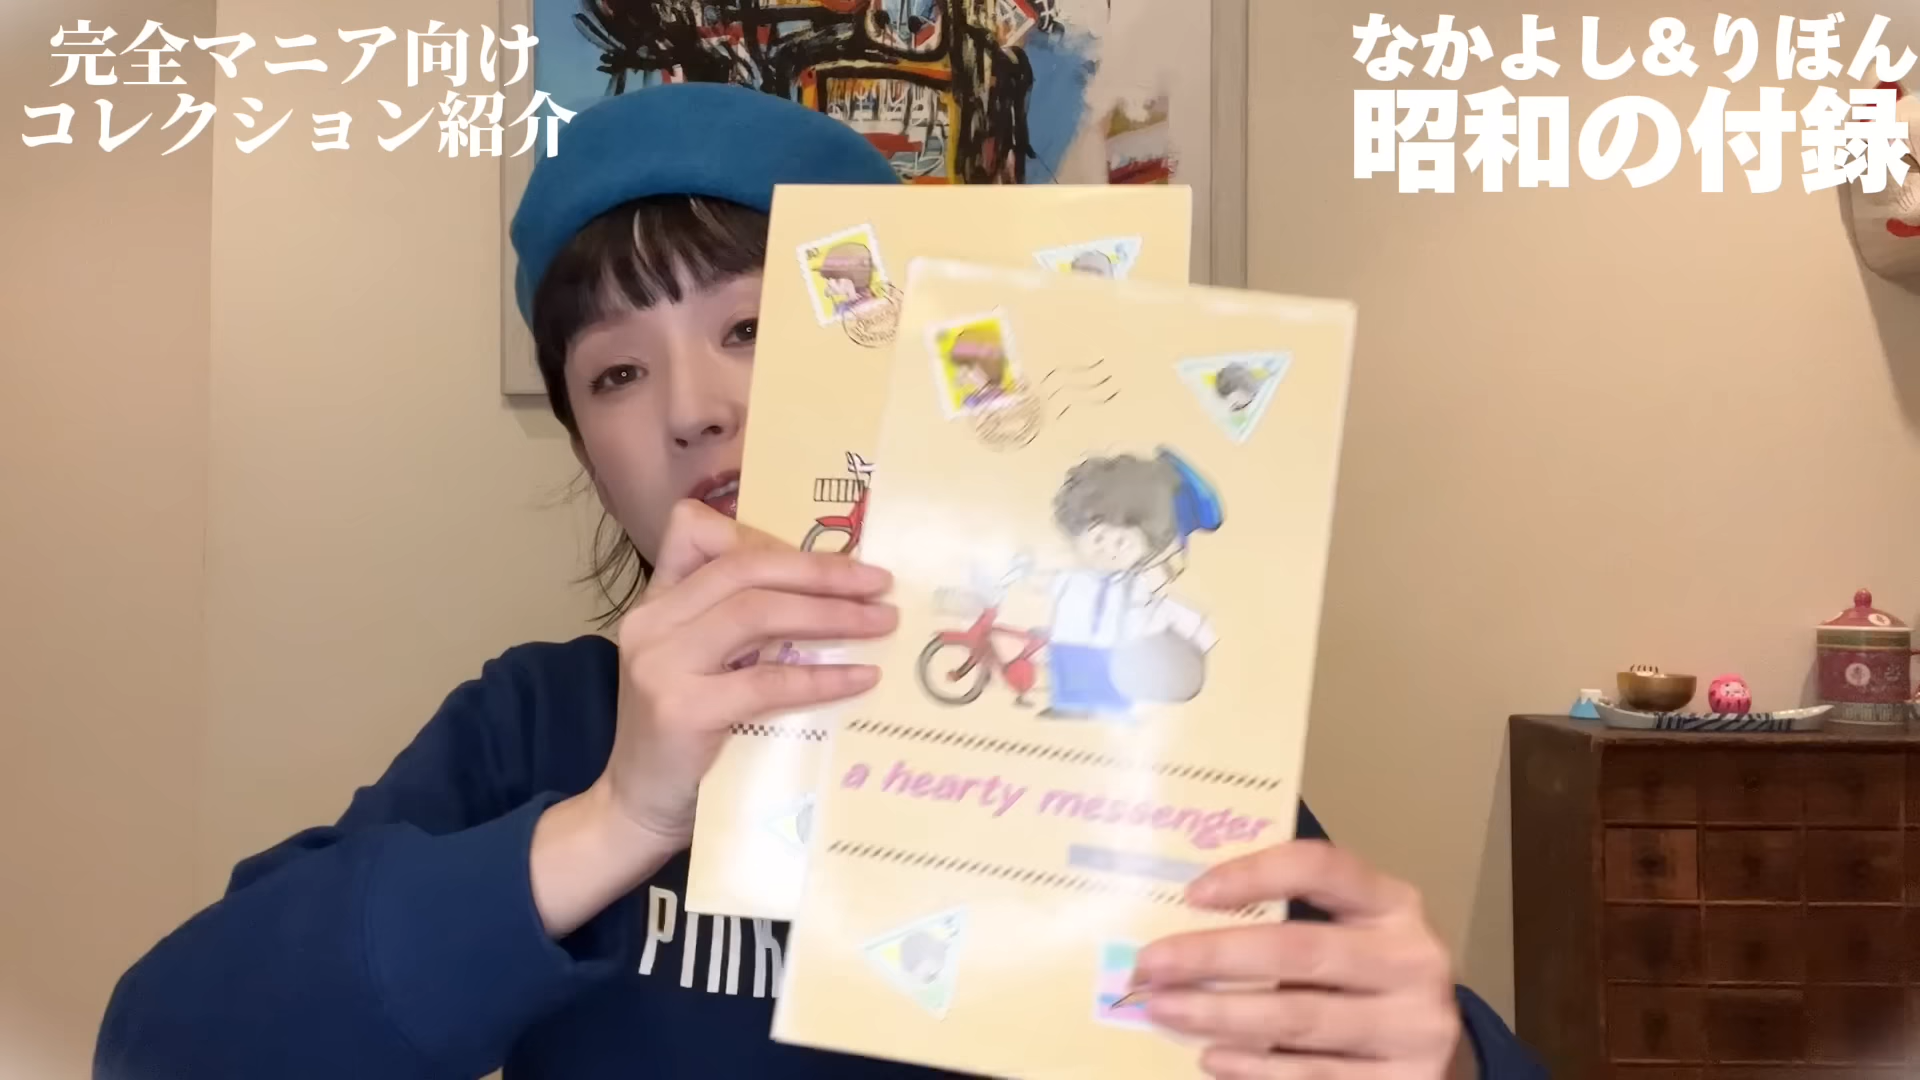 完全マニア向け
コレクション紹介
なかよし&りぼん
昭和の付録
a hearty messenger
PINK